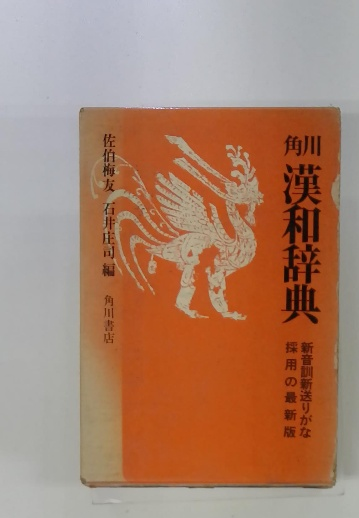 角川
漢和辞典
新音訓新送りがな
採用の最新版
佐伯梅友 石井庄司 編
角川書店